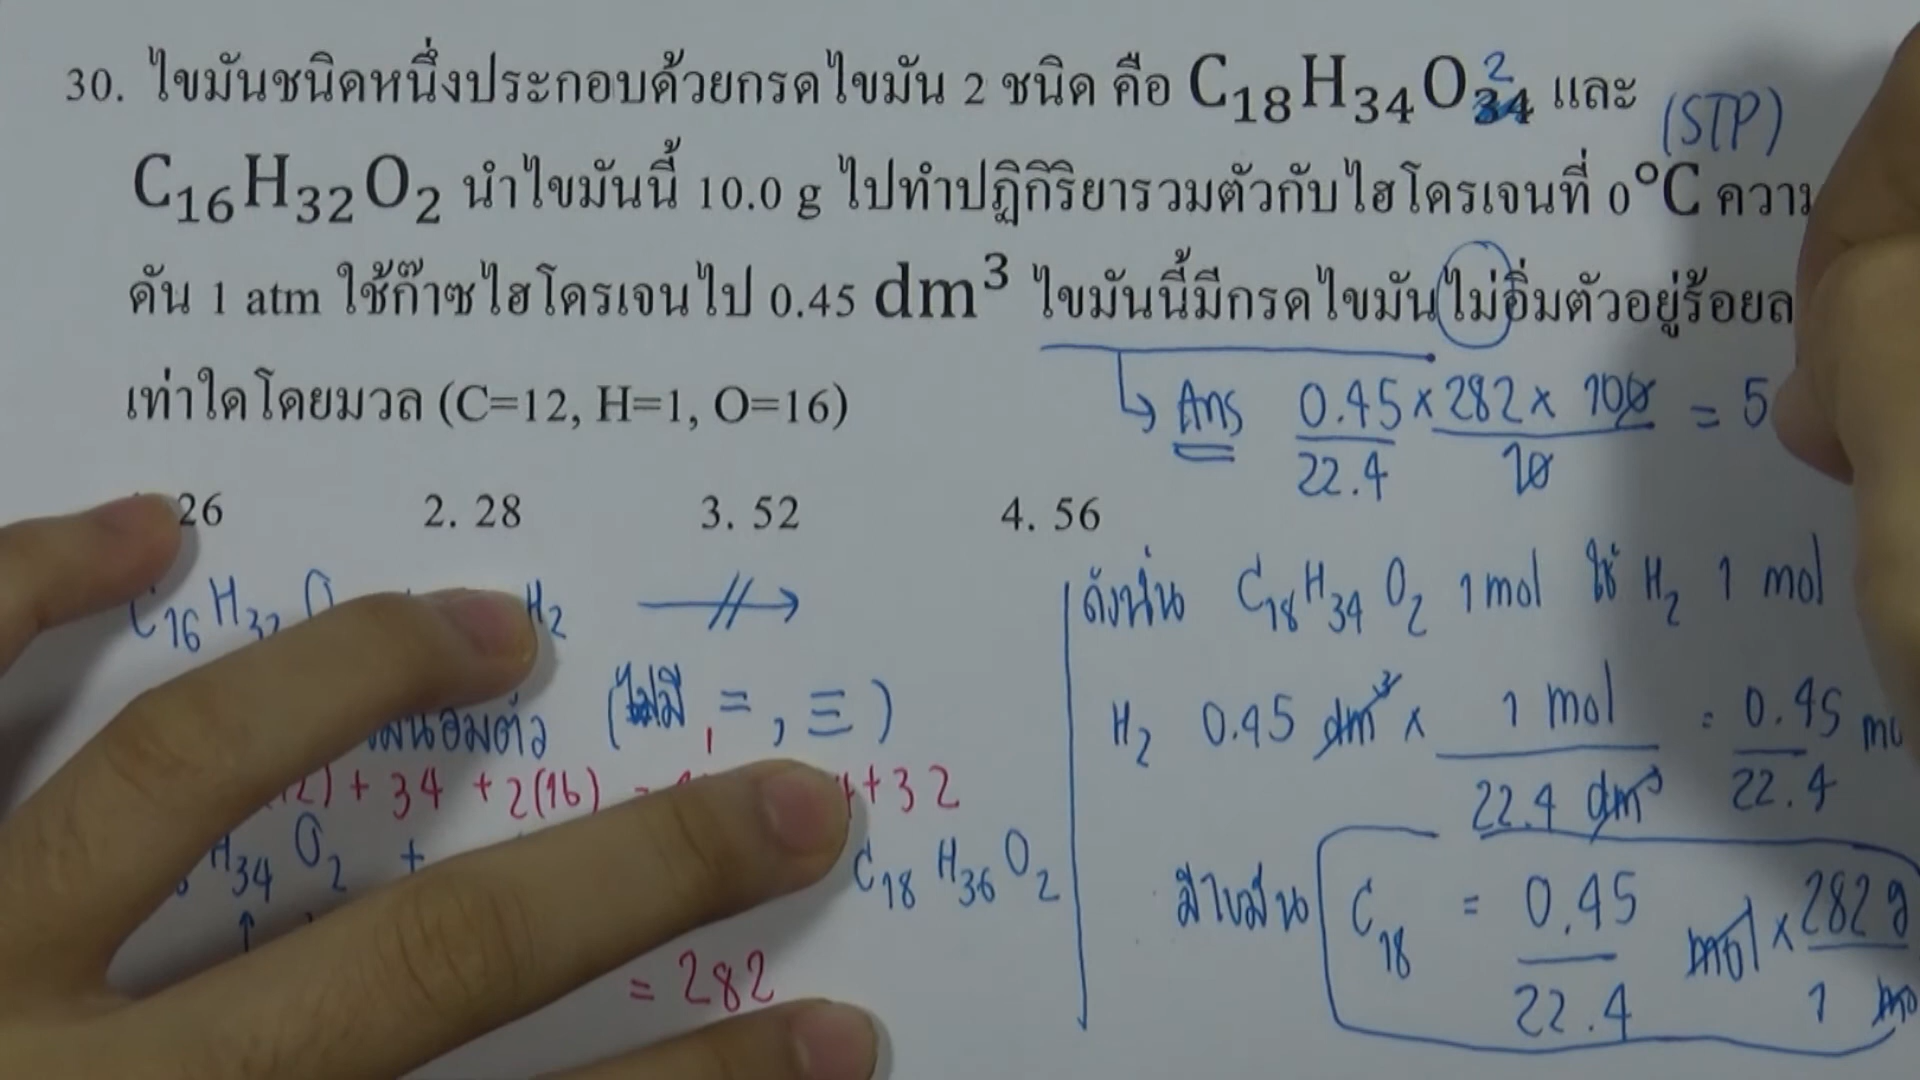 30. ไขมันชนิดหนึ่งประกอบด้วยกรดไขมัน 2 ชนิด คือ C₁₈H₃₄O₂ และ (STP)
C₁₆H₃₂O₂ นำไขมันนี้ 10.0 g ไปทำปฏิกิริยารวมตัวกับไฮโดรเจนที่ 0°C ความ
ดัน 1 atm ใช้ก๊าซไฮโดรเจนไป 0.45 dm³ ไขมันนี้มีกรดไขมันไม่อิ่มตัวอยู่ร้อยล
เท่าใดโดยมวล (C=12, H=1, O=16)
Ans 0.45/22.4 × 282 × 100/10 = 5
26 2. 28 3. 52 4. 56
C₁₆H₃₂O H₂
(ไม่มี =, ≡)
+ 34 + 2(16) = +32
H₃₄O₂ + C₁₈H₃₆O₂
= 282
ดังนั้น C₁₈H₃₄O₂ 1 mol ใช้ H₂ 1 mol
H₂ 0.45 dm³ × 1 mol/22.4 dm³ = 0.45/22.4
มีไขมัน C₁₈ = 0.45/22.4 mol × 282 g/1